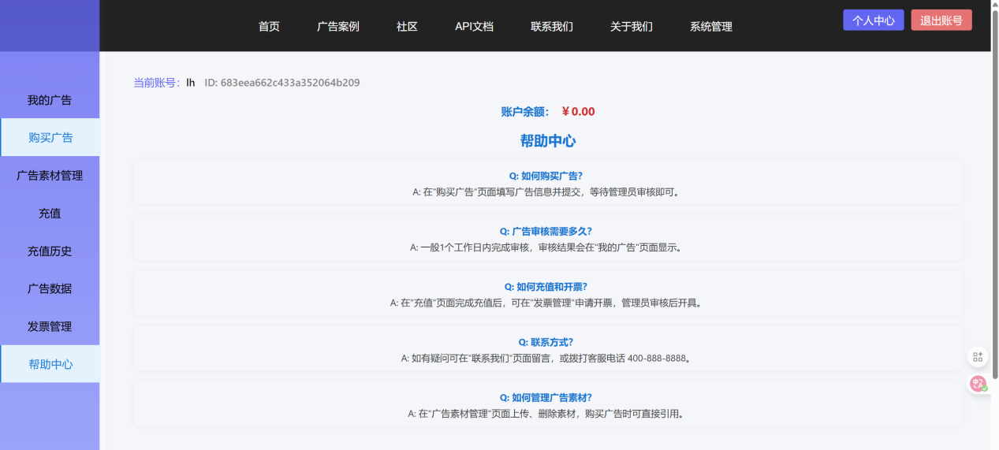 首页 广告案例 社区 API文档 联系我们 关于我们 系统管理 个人中心 退出账号
我的广告
购买广告
广告素材管理
充值
充值历史
广告数据
发票管理
帮助中心
当前账号：lh ID: 683eea662c433a352064b209
账户余额： ￥0.00
帮助中心
Q: 如何购买广告？
A: 在"购买广告"页面填写广告信息并提交，等待管理员审核即可。
Q: 广告审核需要多久？
A: 一般1个工作日内完成审核，审核结果会在"我的广告"页面显示。
Q: 如何充值和开票？
A: 在"充值"页面完成充值后，可在"发票管理"申请开票，管理员审核后开具。
Q: 联系方式？
A: 如有疑问可在"联系我们"页面留言，或拨打客服电话 400-888-8888。
Q: 如何管理广告素材？
A: 在"广告素材管理"页面上传、删除素材，购买广告时可直接引用。